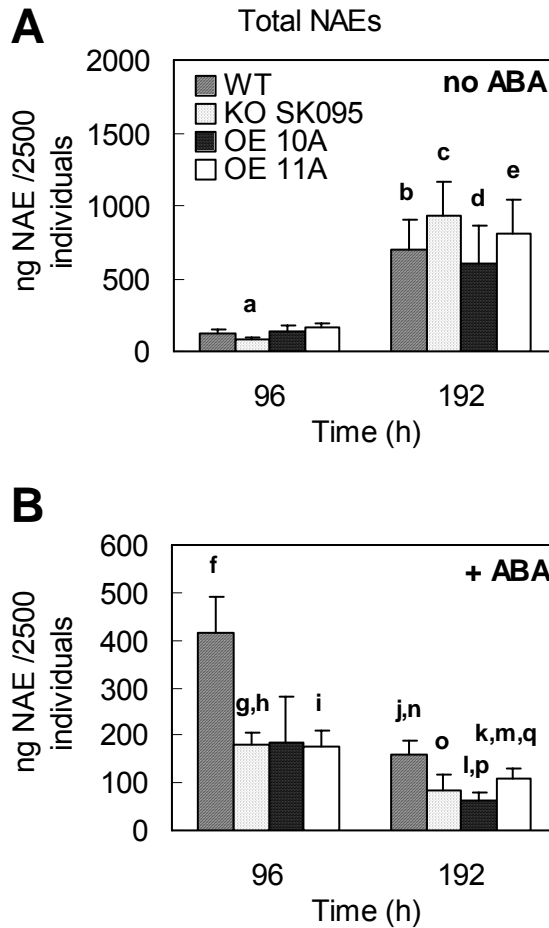 A
Total NAEs
ng NAE /2500
individuals
2000
1500
1000
500
0
WT
KO SK095
OE 10A
OE 11A
no ABA
a
b
c
d
e
96
192
Time (h)
B
ng NAE /2500
individuals
600
500
400
300
200
100
0
+ ABA
f
g,h
i
j,n
o
l,p
k,m,q
96
192
Time (h)